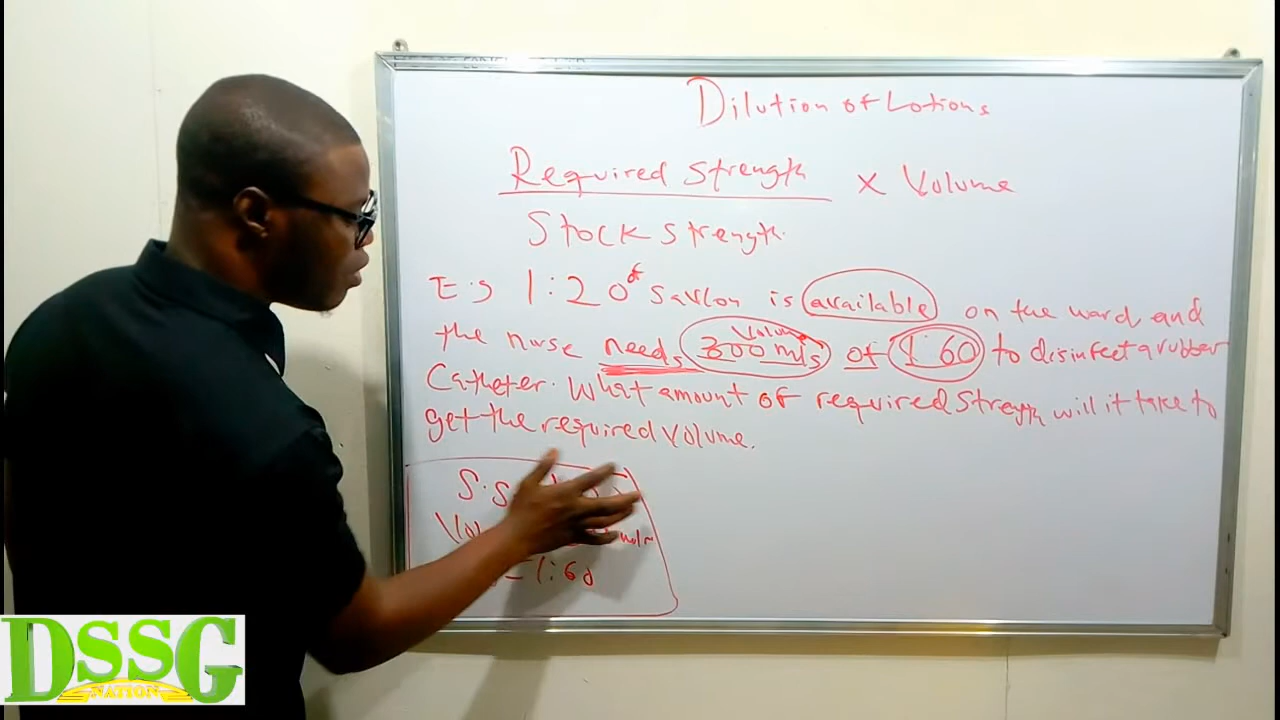 Dilution of Lotions
Required Strength x Volume
Stock Strength
E.g 1:20 of Savlon is available on the ward and
Volume
the nurse needs 300mls of 1:60 to disinfect a rubber
Catheter. What amount of required Strength will it take to
get the required Volume.
S.S
= 1:60
DSSG
NATION